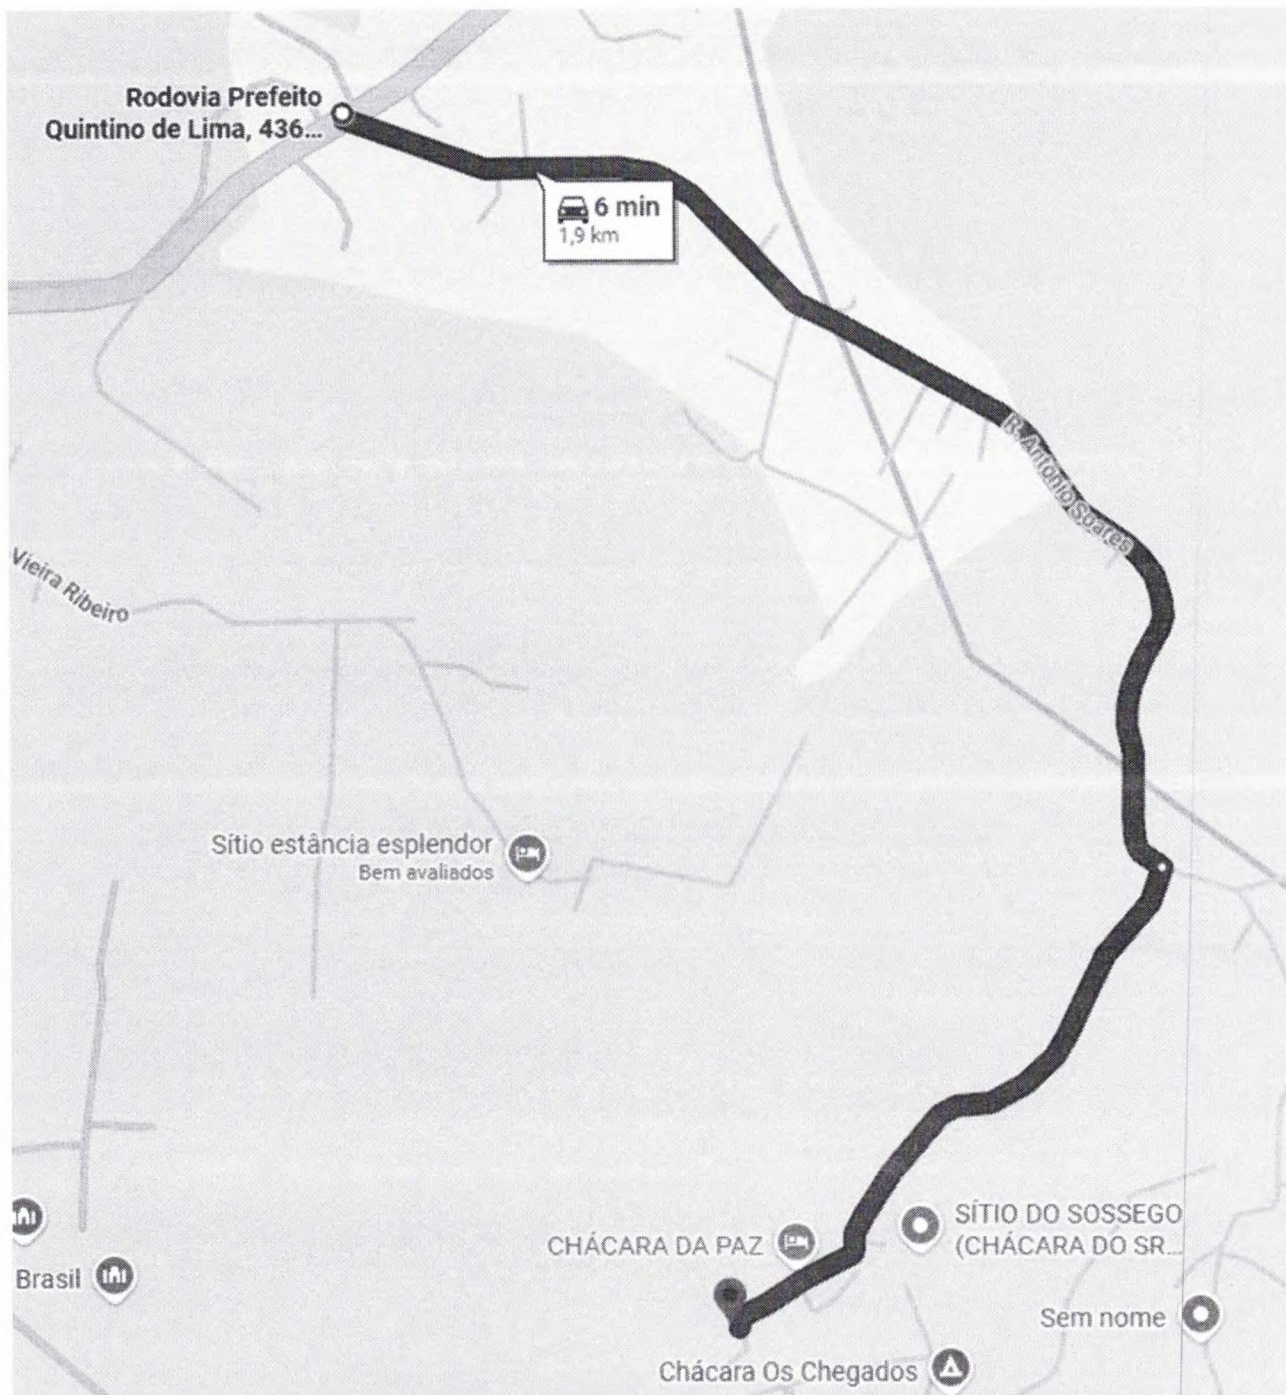 Rodovia Prefeito
Quintino de Lima, 436...
6 min
1,9 km
R. Antônio Soares
Vieira Ribeiro
Sítio estância esplendor
Bem avaliados
SÍTIO DO SOSSEGO
(CHÁCARA DO SR...
CHÁCARA DA PAZ
Brasil
Sem nome
Chácara Os Chegados